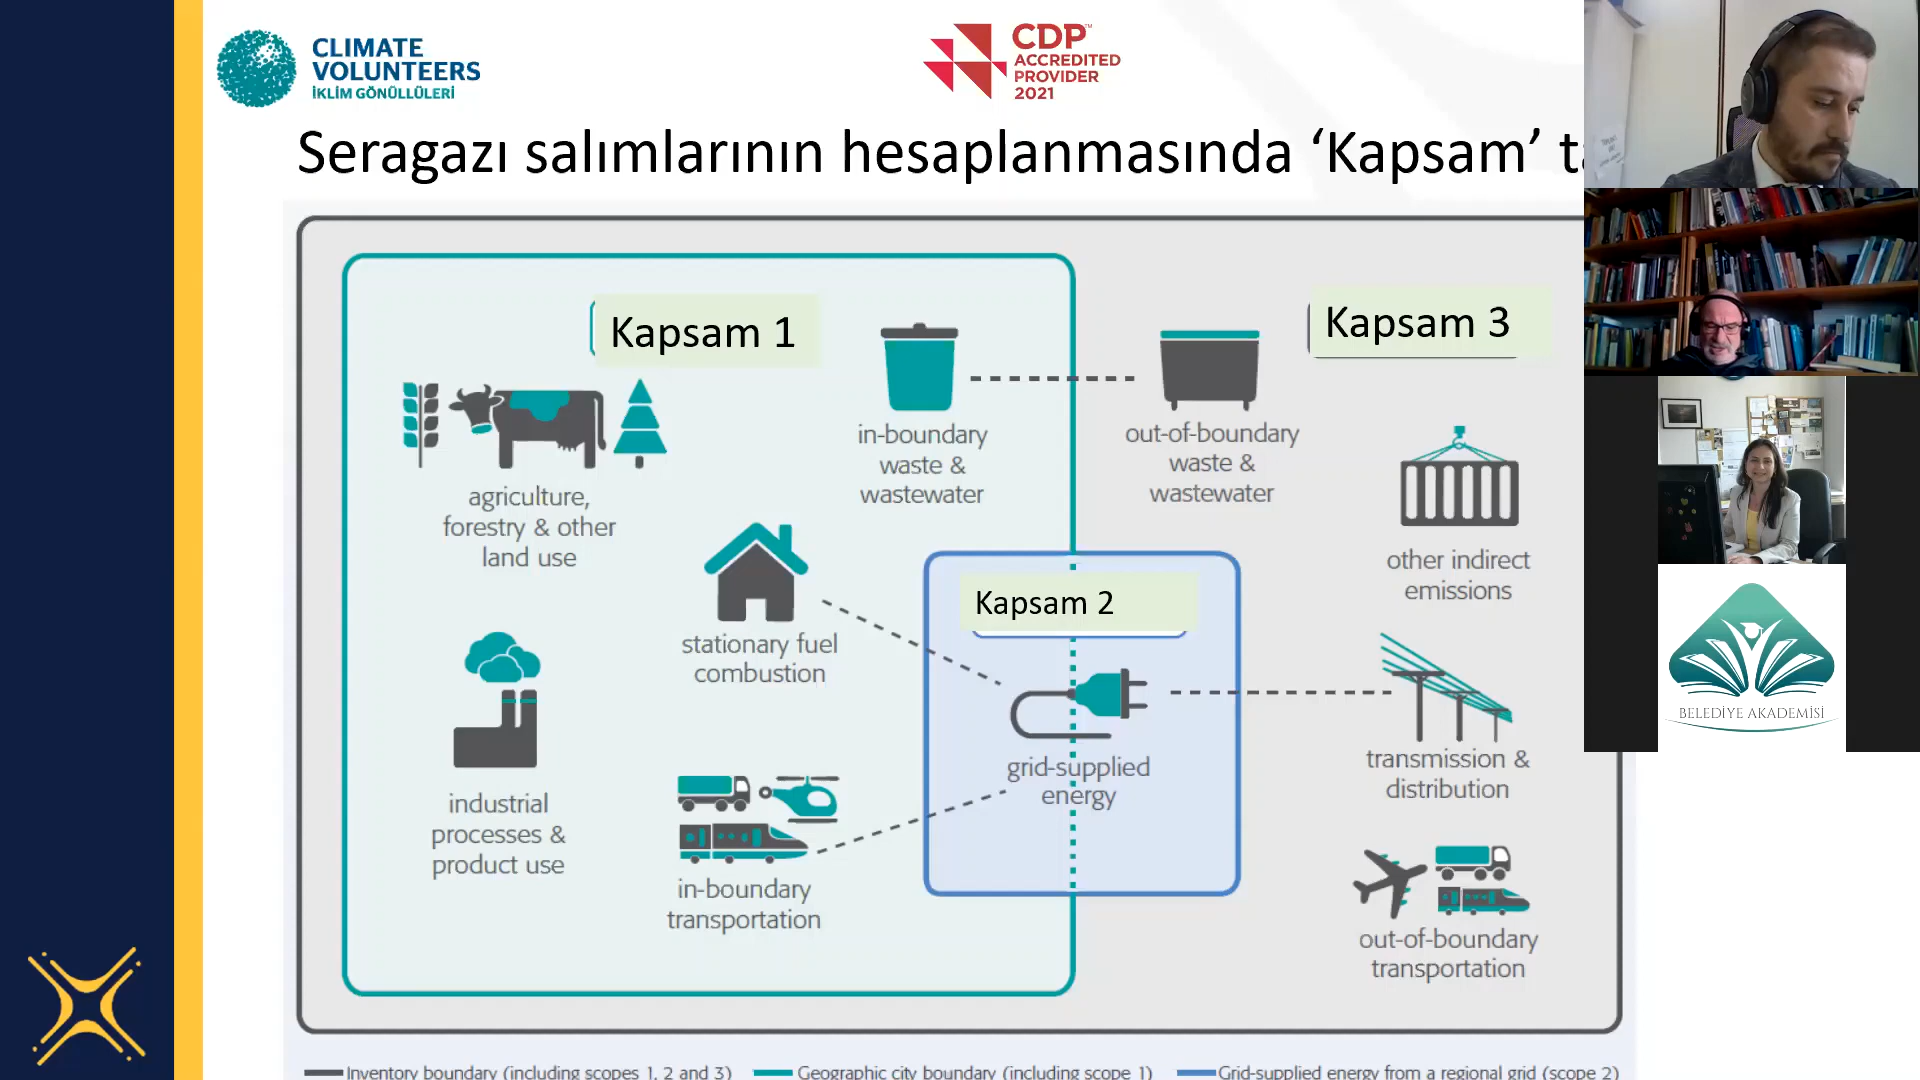 CLIMATE
VOLUNTEERS
İKLİM GÖNÜLLÜLERİ
CDP™
ACCREDITED
PROVIDER
2021
Seragazı salımlarının hesaplanmasında ‘Kapsam’
Kapsam 1
Kapsam 3
in-boundary
waste &
wastewater
out-of-boundary
waste &
wastewater
agriculture,
forestry & other
land use
other indirect
emissions
Kapsam 2
stationary fuel
combustion
grid-supplied
energy
transmission &
distribution
industrial
processes &
product use
in-boundary
transportation
out-of-boundary
transportation
Inventory boundary (including scopes 1, 2 and 3)
Geographic city boundary (including scope 1)
Grid-supplied energy from a regional grid (scope 2)
BELEDİYE AKADEMİSİ